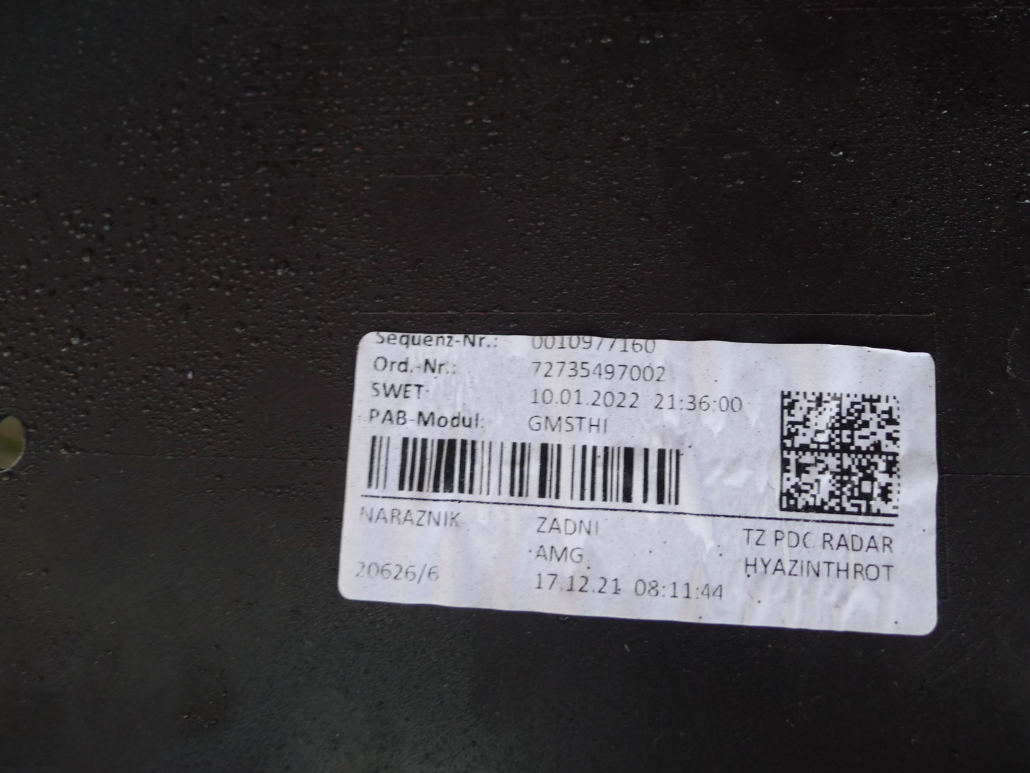 Sequenz-Nr.: 0010977160
Ord.-Nr.: 72735497002
SWET: 10.01.2022 21:36:00
PAB-Modul: GMSTHI
NARAZNIK ZADNI TZ PDC RADAR
AMG HYAZINTHROT
20626/6 17.12.21 08:11:44